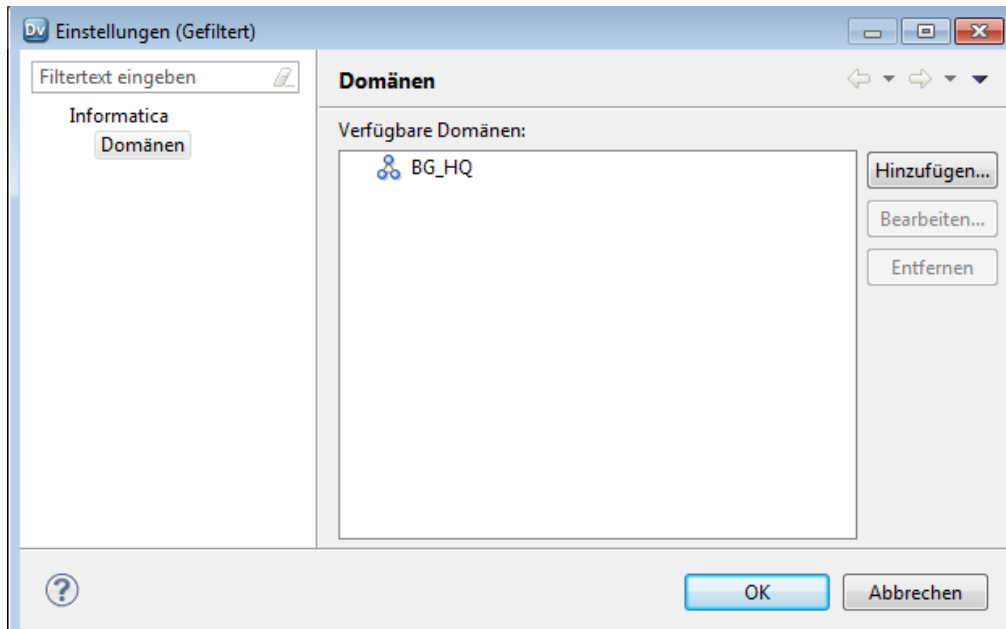 Dv Einstellungen (Gefiltert)
Filtertext eingeben
Informatica
Domänen
Domänen
Verfügbare Domänen:
BG_HQ
Hinzufügen...
Bearbeiten...
Entfernen
?
OK
Abbrechen